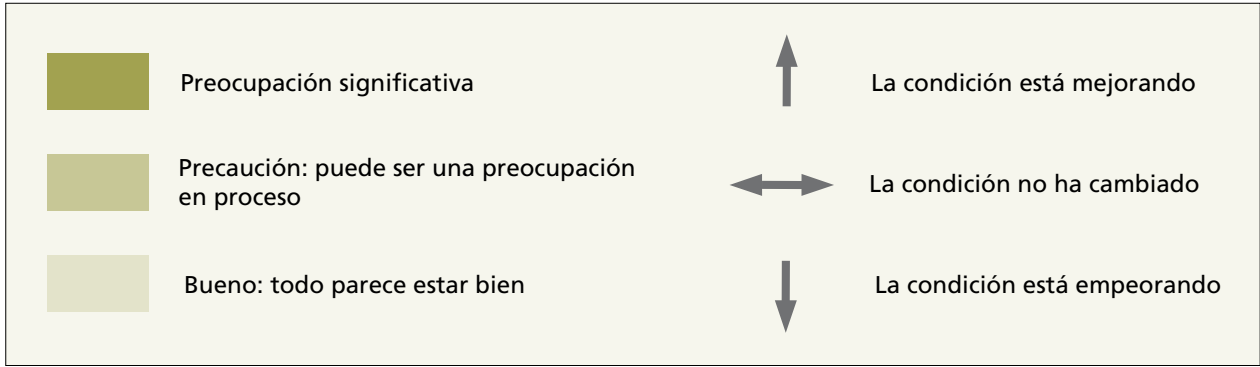 Preocupación significativa
La condición está mejorando
Precaución: puede ser una preocupación
en proceso
La condición no ha cambiado
Bueno: todo parece estar bien
La condición está empeorando